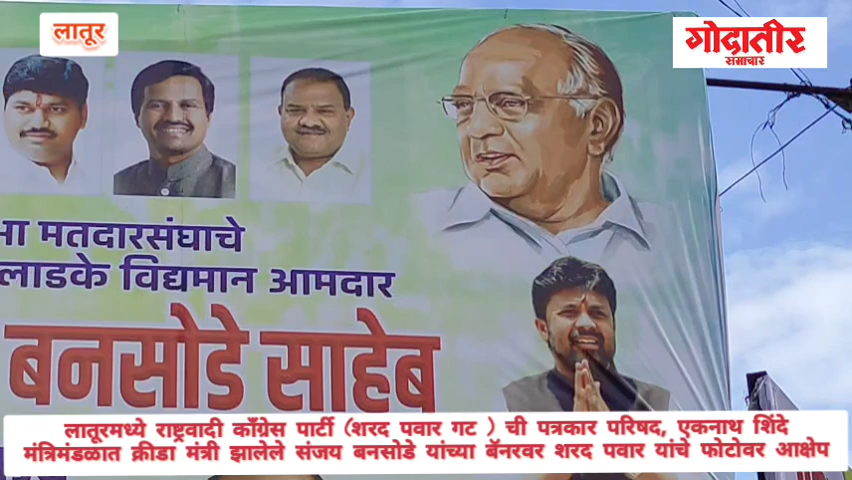 लातूर
गोदातीर
समाचार
मतदारसंघाचे
लाडके विद्यमान आमदार
बनसोडे साहेब
लातूरमध्ये राष्ट्रवादी काँग्रेस पार्टी (शरद पवार गट ) ची पत्रकार परिषद, एकनाथ शिंदे
मंत्रिमंडळात क्रीडा मंत्री झालेले संजय बनसोडे यांच्या बॅनरवर शरद पवार यांचे फोटोवर आक्षेप